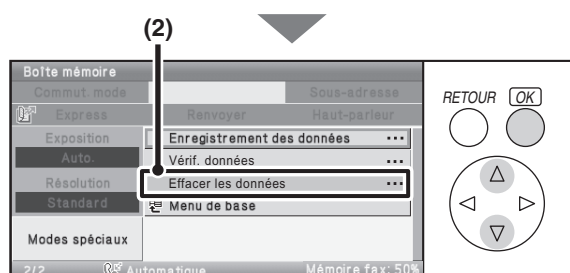 (2)
Boîte mémoire
Commut. mode Sous-adresse
Express Renvoyer Haut-parleur
Exposition
Auto.
Résolution
Standard
Modes spéciaux
Enregistrement des données ...
Vérif. données ...
Effacer les données ...
Menu de base
2/2 Automatique Mémoire fax: 50%
RETOUR OK